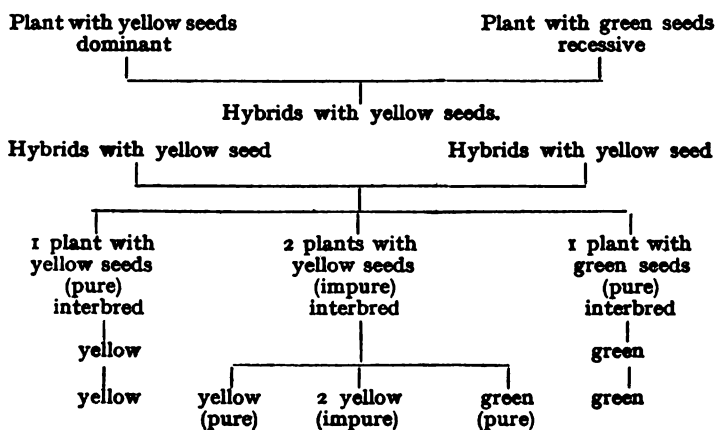 Plant with yellow seeds
dominant
Plant with green seeds
recessive
Hybrids with yellow seeds.
Hybrids with yellow seed
Hybrids with yellow seed
1 plant with
yellow seeds
(pure)
interbred
2 plants with
yellow seeds
(impure)
interbred
1 plant with
green seeds
(pure)
interbred
yellow
green
yellow
yellow
(pure)
2 yellow
(impure)
green
(pure)
green